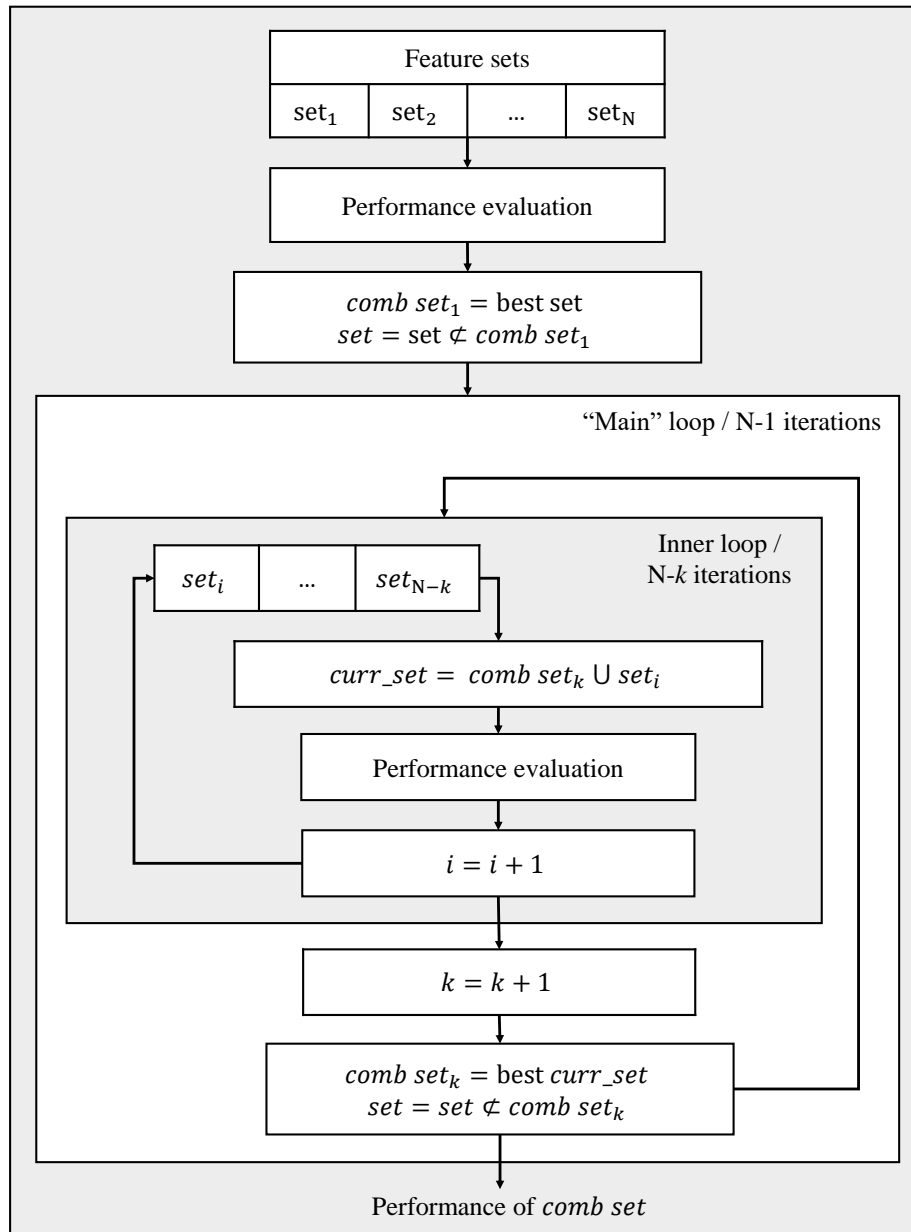 Feature sets
set₁ set₂ ... set_N
Performance evaluation
comb set₁ = best set
set = set ⊄ comb set₁
“Main” loop / N-1 iterations
Inner loop /
N-k iterations
setᵢ ... set_{N−k}
curr_set = comb setₖ ∪ setᵢ
Performance evaluation
i = i + 1
k = k + 1
comb setₖ = best curr_set
set = set ⊄ comb setₖ
Performance of comb set